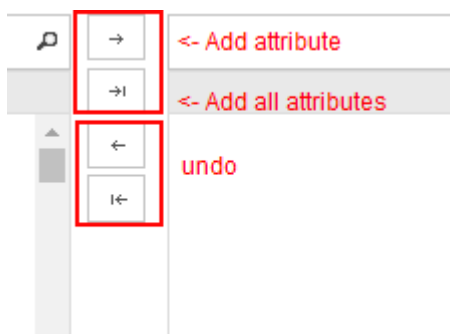 <- Add attribute
<- Add all attributes
undo